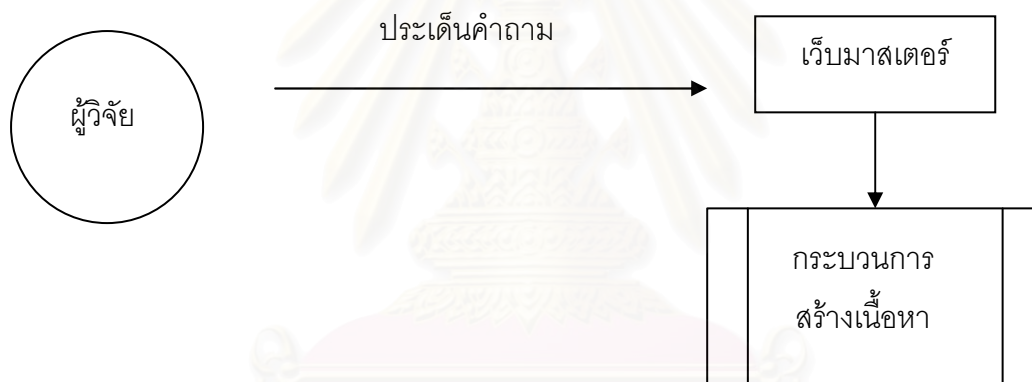 ประเด็นคำถาม
เว็บมาสเตอร์
ผู้วิจัย
กระบวนการ
สร้างเนื้อหา